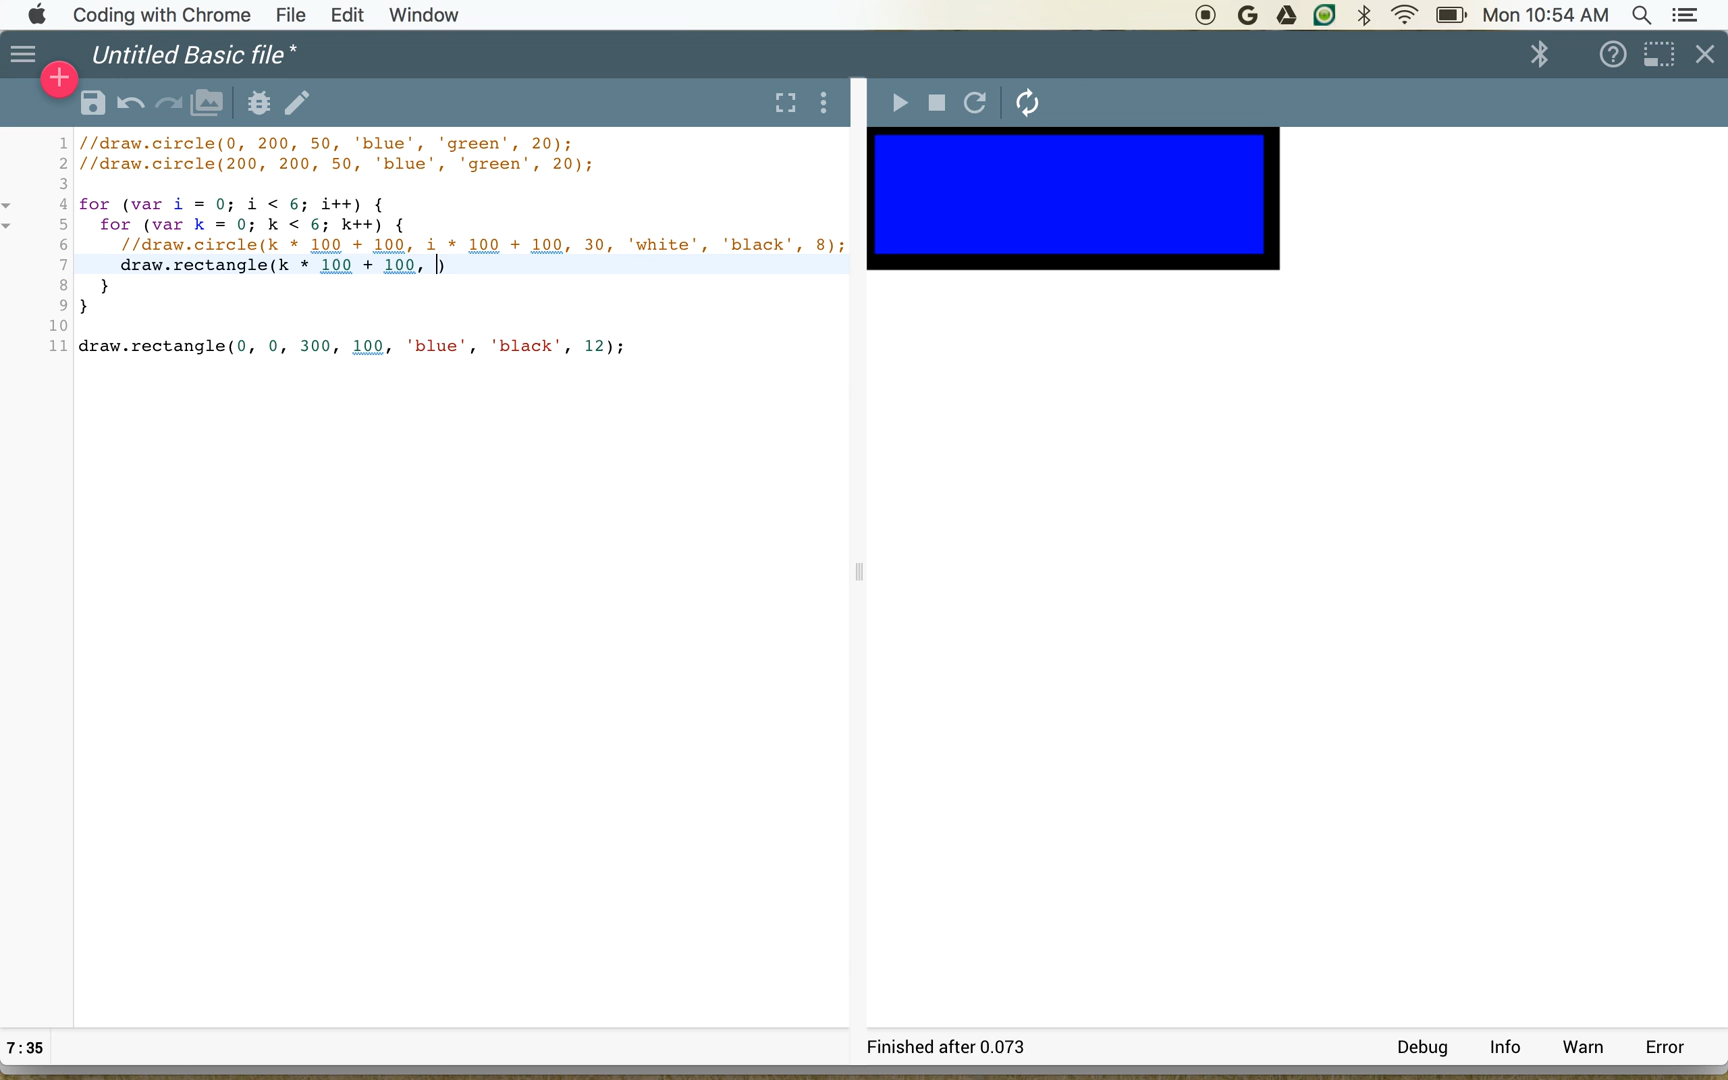 Coding with Chrome File Edit Window Mon 10:54 AM
Untitled Basic file*
1 //draw.circle(0, 200, 50, 'blue', 'green', 20);
2 //draw.circle(200, 200, 50, 'blue', 'green', 20);
3
4 for (var i = 0; i < 6; i++) {
5 for (var k = 0; k < 6; k++) {
6 //draw.circle(k * 100 + 100, i * 100 + 100, 30, 'white', 'black', 8);
7 draw.rectangle(k * 100 + 100, )
8 }
9 }
10
11 draw.rectangle(0, 0, 300, 100, 'blue', 'black', 12);
7:35 Finished after 0.073 Debug Info Warn Error